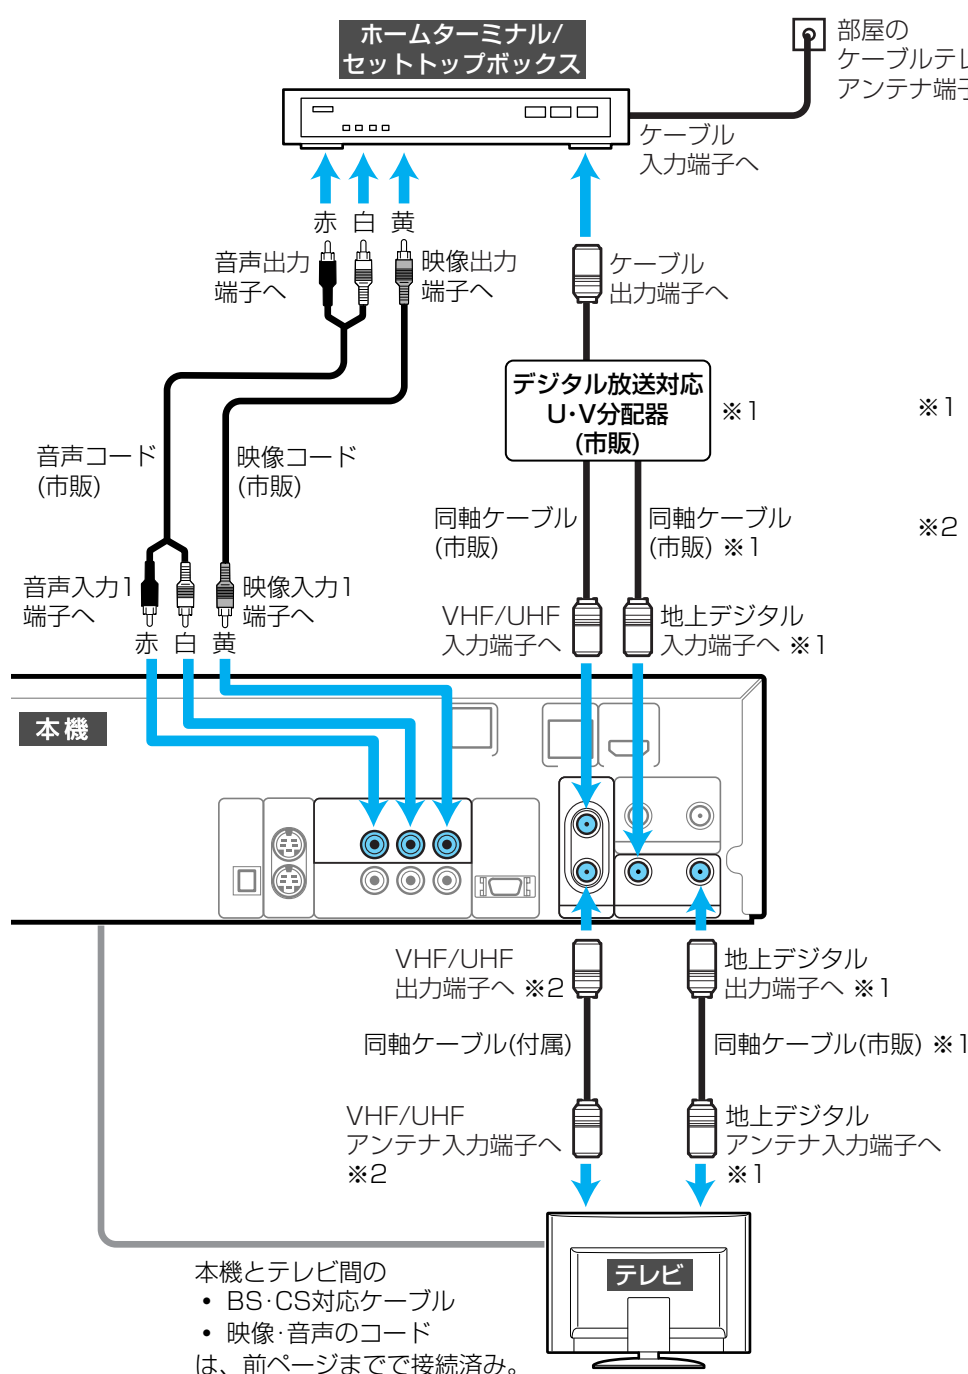 ホームターミナル/
セットトップボックス
部屋の
ケーブルテレ
アンテナ端子
ケーブル
入力端子へ
赤 白 黄
音声出力
端子へ
映像出力
端子へ
ケーブル
出力端子へ
デジタル放送対応
U・V分配器
(市販)
※1
※1
音声コード
(市販)
映像コード
(市販)
同軸ケーブル
(市販)
同軸ケーブル
(市販) ※1
※2
音声入力1
端子へ
映像入力1
端子へ
VHF/UHF
入力端子へ
地上デジタル
入力端子へ ※1
赤 白 黄
本機
VHF/UHF
出力端子へ ※2
地上デジタル
出力端子へ ※1
同軸ケーブル(付属)
同軸ケーブル(市販) ※1
VHF/UHF
アンテナ入力端子へ
※2
地上デジタル
アンテナ入力端子へ
※1
テレビ
本機とテレビ間の
• BS・CS対応ケーブル
• 映像・音声のコード
は、前ページまでで接続済み。